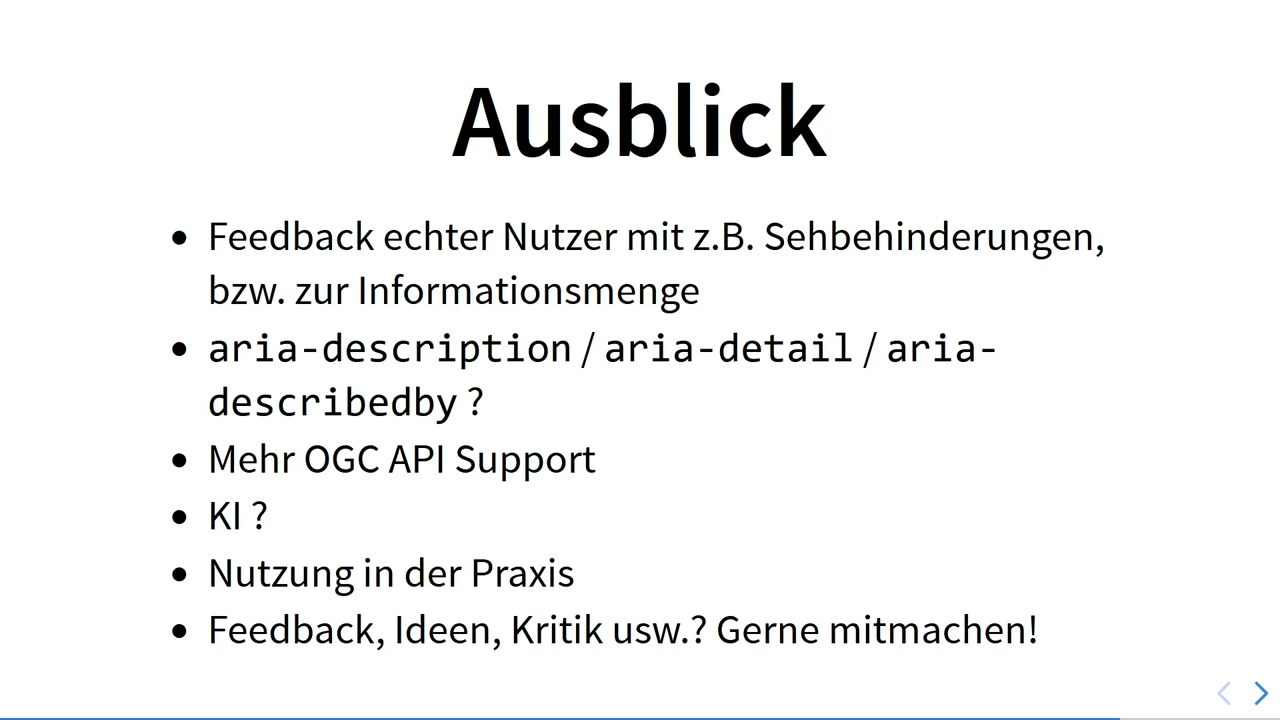 Ausblick
• Feedback echter Nutzer mit z.B. Sehbehinderungen,
bzw. zur Informationsmenge
• aria-description / aria-detail / aria-
describedby ?
• Mehr OGC API Support
• KI ?
• Nutzung in der Praxis
• Feedback, Ideen, Kritik usw.? Gerne mitmachen!